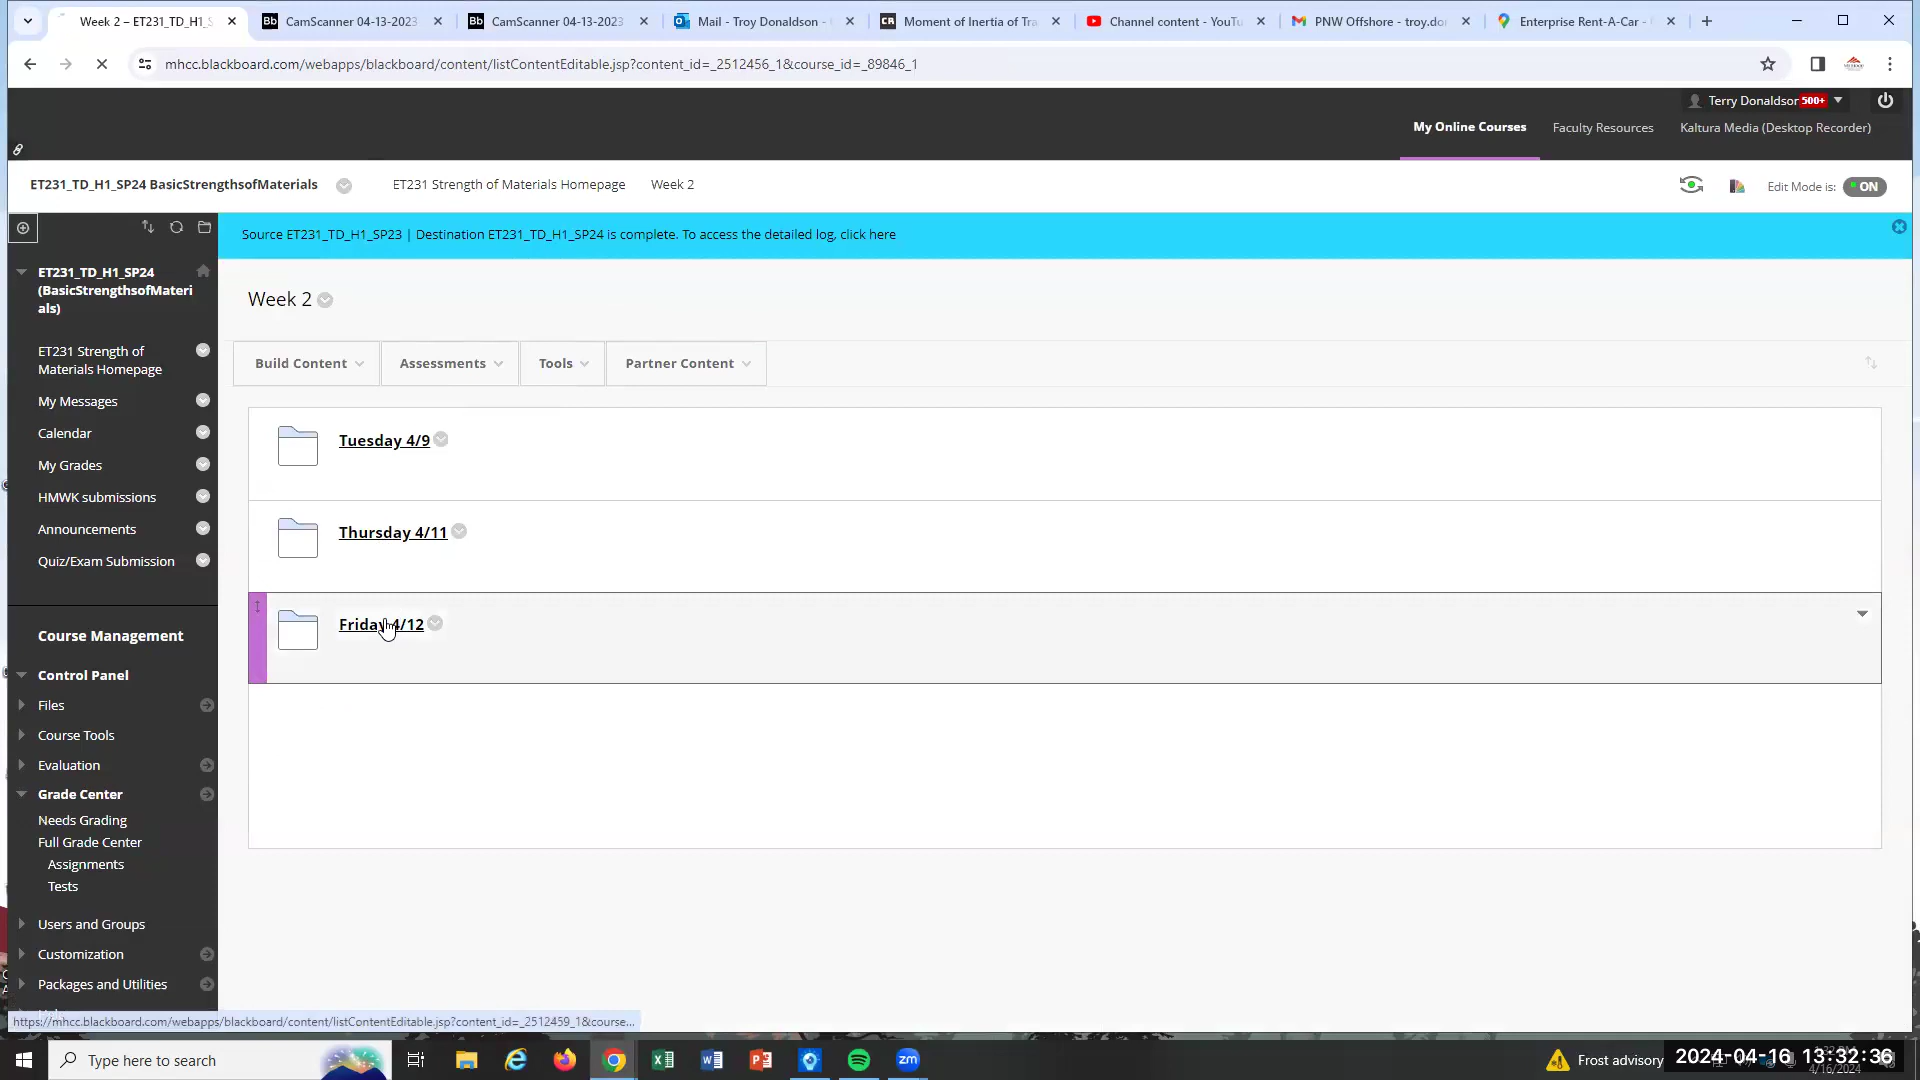 Week 2 – ET231_TD_H1_S
CamScanner 04-13-2023
CamScanner 04-13-2023
Mail - Troy Donaldson -
Moment of Inertia of Tra
Channel content - YouTu
PNW Offshore - troy.don
Enterprise Rent-A-Car -
mhcc.blackboard.com/webapps/blackboard/content/listContentEditable.jsp?content_id=_2512456_1&course_id=_89846_1
Terry Donaldson 500+
My Online Courses
Faculty Resources
Kaltura Media (Desktop Recorder)
ET231_TD_H1_SP24 BasicStrengthsofMaterials
ET231 Strength of Materials Homepage
Week 2
Edit Mode is:
ON
Source ET231_TD_H1_SP23 | Destination ET231_TD_H1_SP24 is complete. To access the detailed log, click here
ET231_TD_H1_SP24
(BasicStrengthsofMateri
als)
ET231 Strength of
Materials Homepage
My Messages
Calendar
My Grades
HMWK submissions
Announcements
Quiz/Exam Submission
Course Management
Control Panel
Files
Course Tools
Evaluation
Grade Center
Needs Grading
Full Grade Center
Assignments
Tests
Users and Groups
Customization
Packages and Utilities
Week 2
Build Content
Assessments
Tools
Partner Content
Tuesday 4/9
Thursday 4/11
Friday 4/12
https://mhcc.blackboard.com/webapps/blackboard/content/listContentEditable.jsp?content_id=_2512459_1&course...
Type here to search
Frost advisory
2024-04-16 13:32:36
4/16/2024